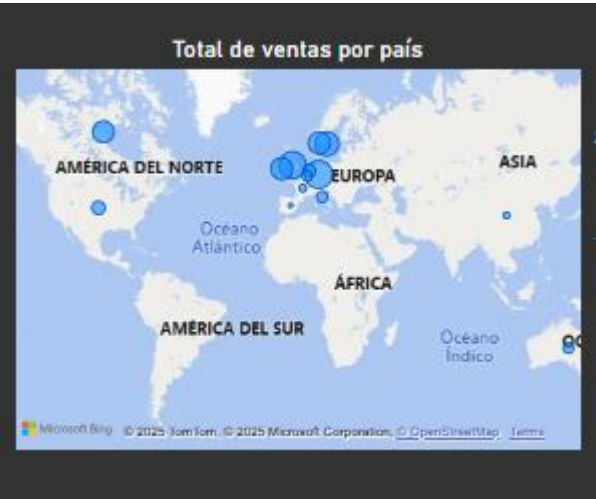 Total de ventas por país
AMÉRICA DEL NORTE
EUROPA
ASIA
Océano
Atlántico
ÁFRICA
AMÉRICA DEL SUR
Océano
Índico
Microsoft Bing
© 2025 TomTom, © 2025 Microsoft Corporation, © OpenStreetMap Terms